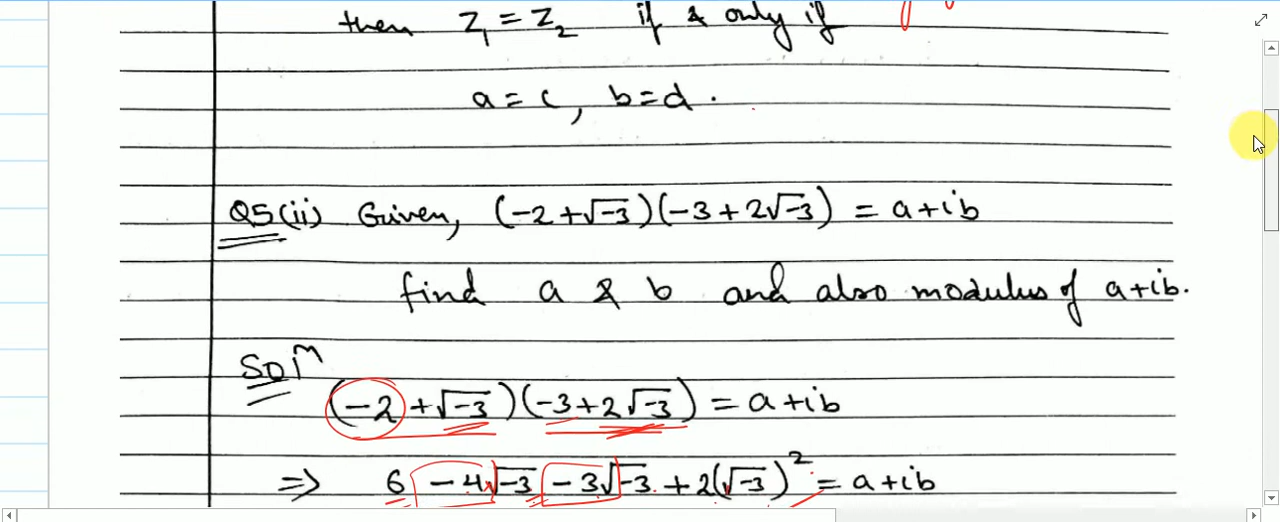 then z₁ = z₂ if & only if
a = c, b = d.
Q5(ii) Given, (-2+√-3)(-3+2√-3) = a+ib
find a & b and also modulus of a+ib.
Solⁿ
(-2+√-3)(-3+2√-3) = a+ib
⇒ 6 -4√-3 -3√-3 +2(√-3)² = a+ib